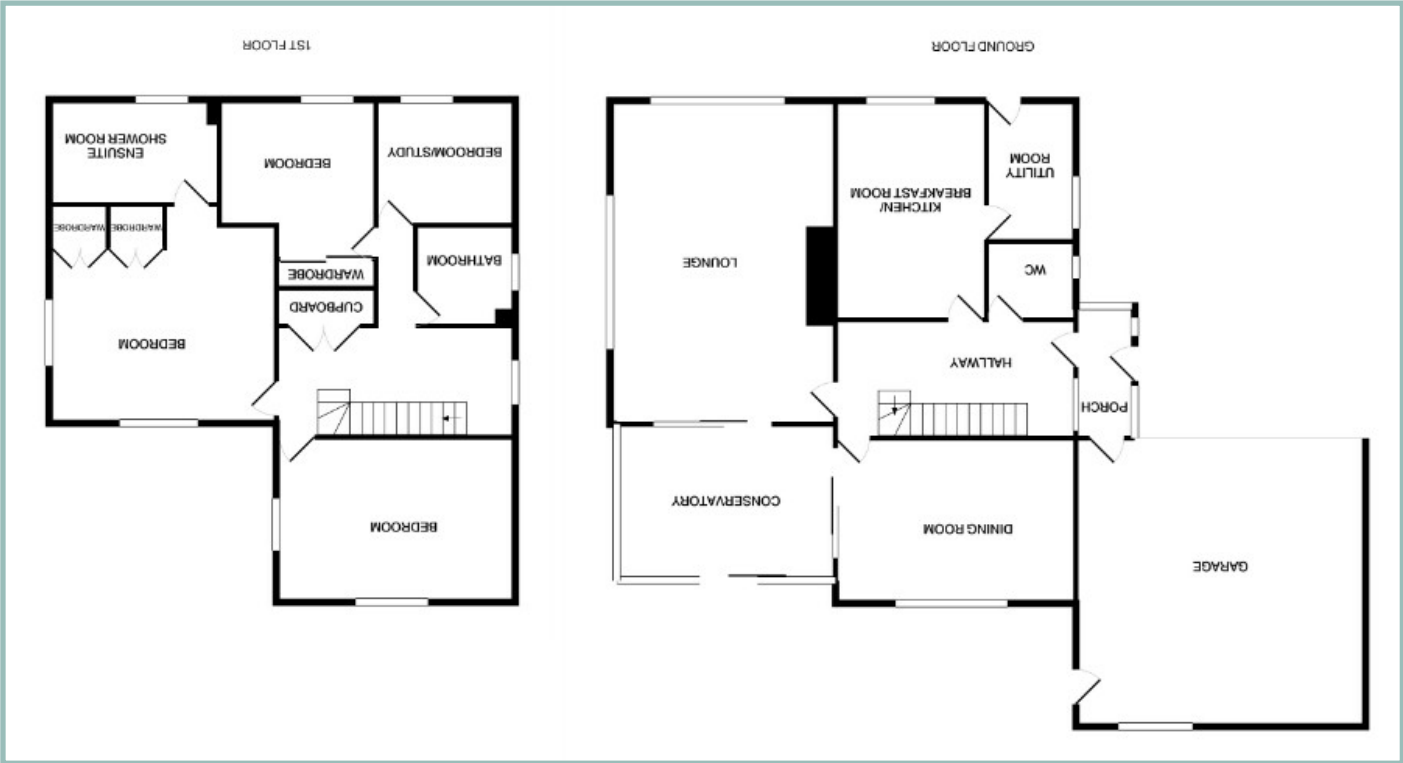 GARAGE
DINING ROOM
CONSERVATORY
PORCH
HALLWAY
WC
LOUNGE
KITCHEN/
BREAKFAST ROOM
UTILITY
ROOM
GROUND FLOOR
BEDROOM
BEDROOM
CUPBOARD
WARDROBE
BATHROOM
WARDROBE
WARDROBE
BEDROOM
BEDROOM/STUDY
ENSUITE
SHOWER ROOM
1ST FLOOR